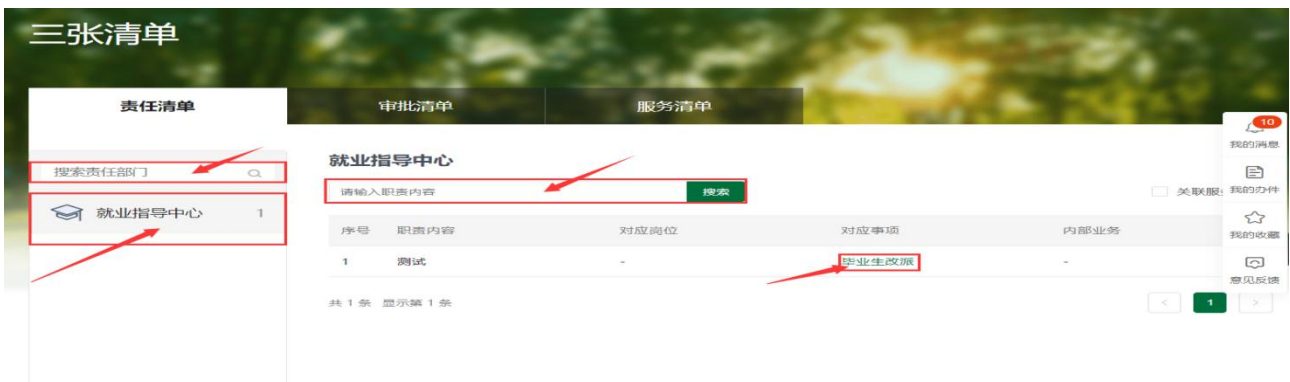 三张清单
责任清单 审批清单 服务清单
10
我的消息
搜索责任部门
就业指导中心
就业指导中心 1
请输入职责内容 搜索
关联服
我的办件
序号 职责内容 对应岗位 对应事项 内部业务
我的收藏
1 测试 - 毕业生改派 -
意见反馈
共 1 条 显示第 1 条
< 1 >